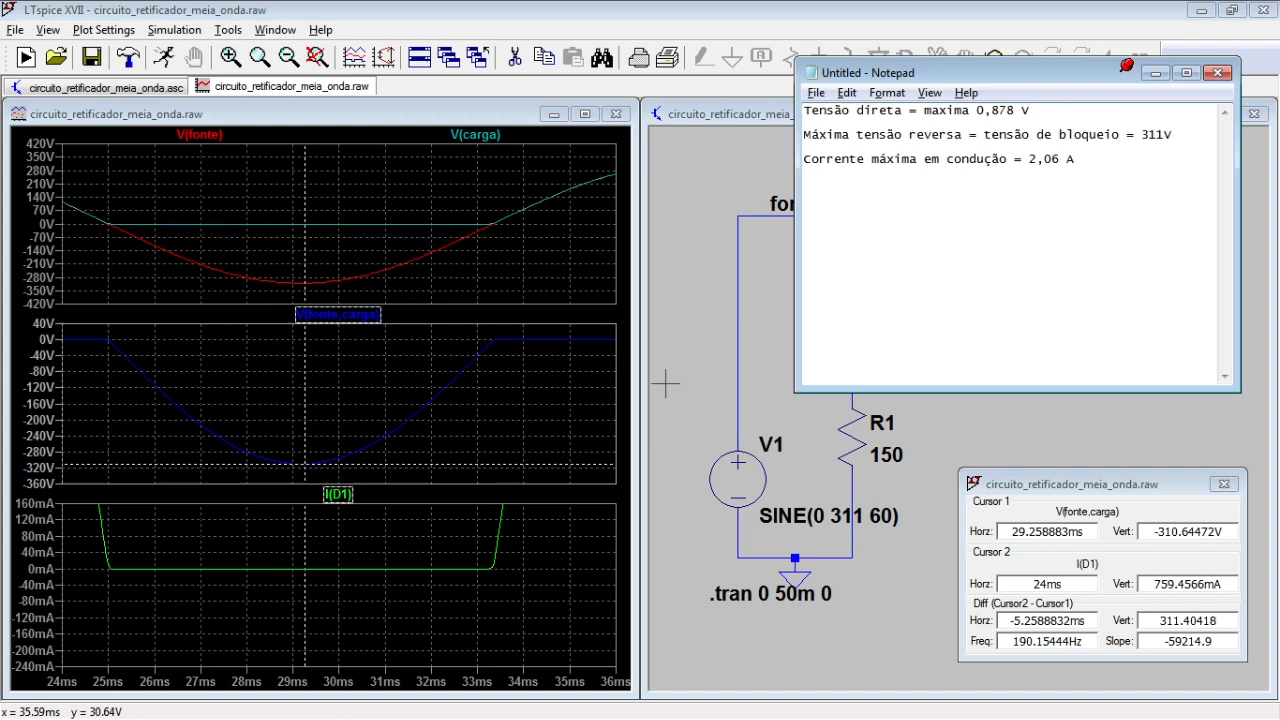 LTspice XVII - circuito_retificador_meia_onda.raw
File View Plot Settings Simulation Tools Window Help
circuito_retificador_meia_onda.asc circuito_retificador_meia_onda.raw
circuito_retificador_meia_onda.raw
V(fonte) V(carga)
420V
350V
280V
210V
140V
70V
0V
-70V
-140V
-210V
-280V
-350V
-420V
V(fonte,carga)
40V
0V
-40V
-80V
-120V
-160V
-200V
-240V
-280V
-320V
-360V
I(D1)
160mA
120mA
80mA
40mA
0mA
-40mA
-80mA
-120mA
-160mA
-200mA
-240mA
24ms 25ms 26ms 27ms 28ms 29ms 30ms 31ms 32ms 33ms 34ms 35ms 36ms
circuito_retificador_meia_
for
V1
SINE(0 311 60)
R1
150
.tran 0 50m 0
Untitled - Notepad
File Edit Format View Help
Tensão direta = maxima 0,878 V
Máxima tensão reversa = tensão de bloqueio = 311V
Corrente máxima em condução = 2,06 A
circuito_retificador_meia_onda.raw
Cursor 1
V(fonte,carga)
Horz: 29.258883ms Vert: -310.64472V
Cursor 2
I(D1)
Horz: 24ms Vert: 759.4566mA
Diff (Cursor2 - Cursor1)
Horz: -5.2588832ms Vert: 311.40418
Freq: 190.15444Hz Slope: -59214.9
x = 35.59ms y = 30.64V